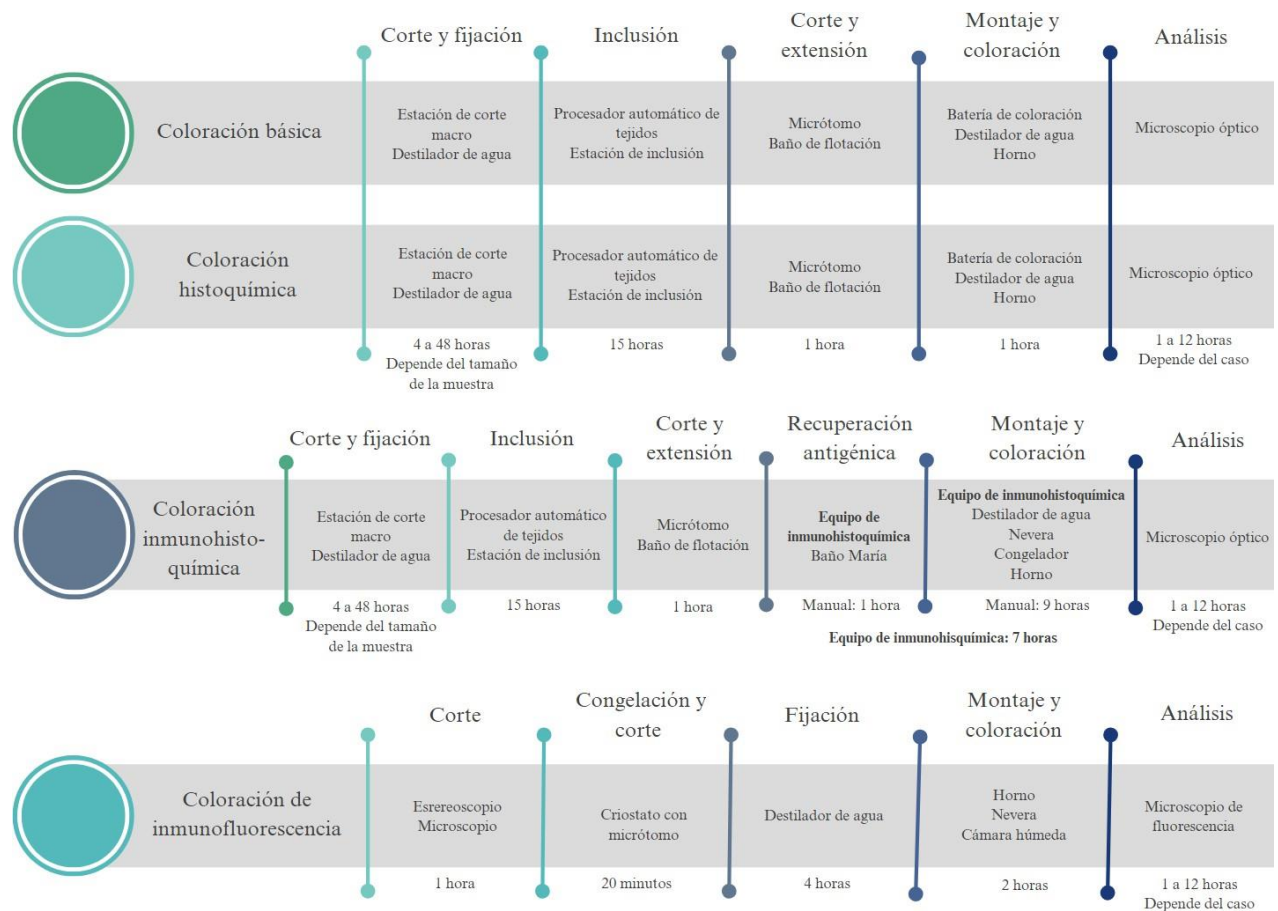 Corte y fijación
Inclusión
Corte y
extensión
Montaje y
coloración
Análisis
Coloración básica
Estación de corte
macro
Destilador de agua
Procesador automático de
tejidos
Estación de inclusión
Micrótomo
Baño de flotación
Batería de coloración
Destilador de agua
Horno
Microscopio óptico
Coloración
histoquímica
Estación de corte
macro
Destilador de agua
Procesador automático de
tejidos
Estación de inclusión
Micrótomo
Baño de flotación
Batería de coloración
Destilador de agua
Horno
Microscopio óptico
4 a 48 horas
Depende del tamaño
de la muestra
15 horas
1 hora
1 hora
1 a 12 horas
Depende del caso
Corte y fijación
Inclusión
Corte y
extensión
Recuperación
antigénica
Montaje y
coloración
Análisis
Coloración
inmunohisto-
química
Estación de corte
macro
Destilador de agua
Procesador automático
de tejidos
Estación de inclusión
Micrótomo
Baño de flotación
Equipo de
inmunohistoquímica
Baño María
Equipo de inmunohistoquímica
Destilador de agua
Nevera
Congelador
Horno
Microscopio óptico
4 a 48 horas
Depende del tamaño
de la muestra
15 horas
1 hora
Manual: 1 hora
Manual: 9 horas
1 a 12 horas
Depende del caso
Equipo de inmunohisquímica: 7 horas
Corte
Congelación y
corte
Fijación
Montaje y
coloración
Análisis
Coloración de
inmunofluorescencia
Esrereoscopio
Microscopio
Criostato con
micrótomo
Destilador de agua
Horno
Nevera
Cámara húmeda
Microscopio de
fluorescencia
1 hora
20 minutos
4 horas
2 horas
1 a 12 horas
Depende del caso